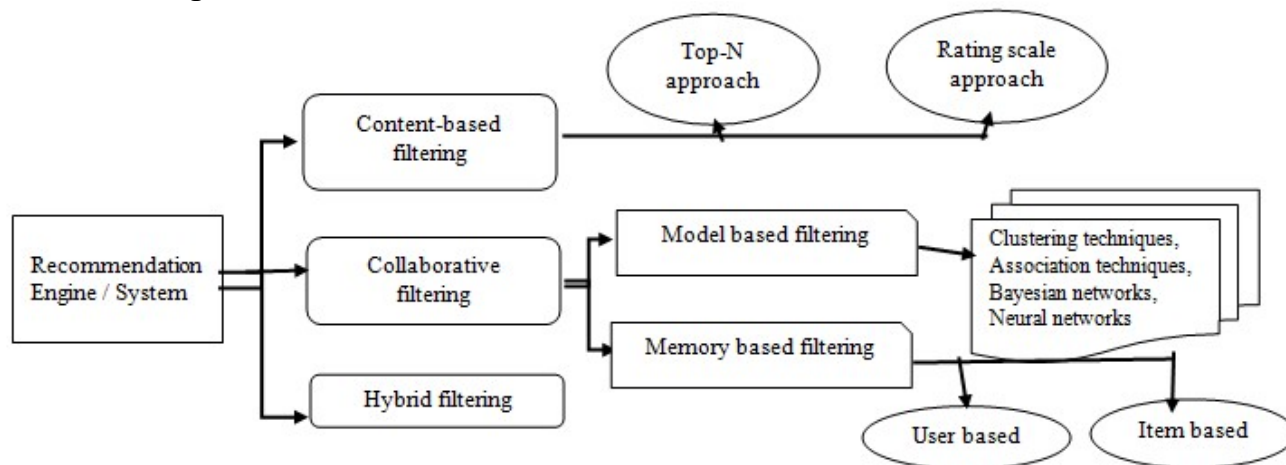 Top-N
approach
Rating scale
approach
Content-based
filtering
Recommendation
Engine / System
Collaborative
filtering
Model based filtering
Clustering techniques,
Association techniques,
Bayesian networks,
Neural networks
Memory based filtering
Hybrid filtering
User based
Item based